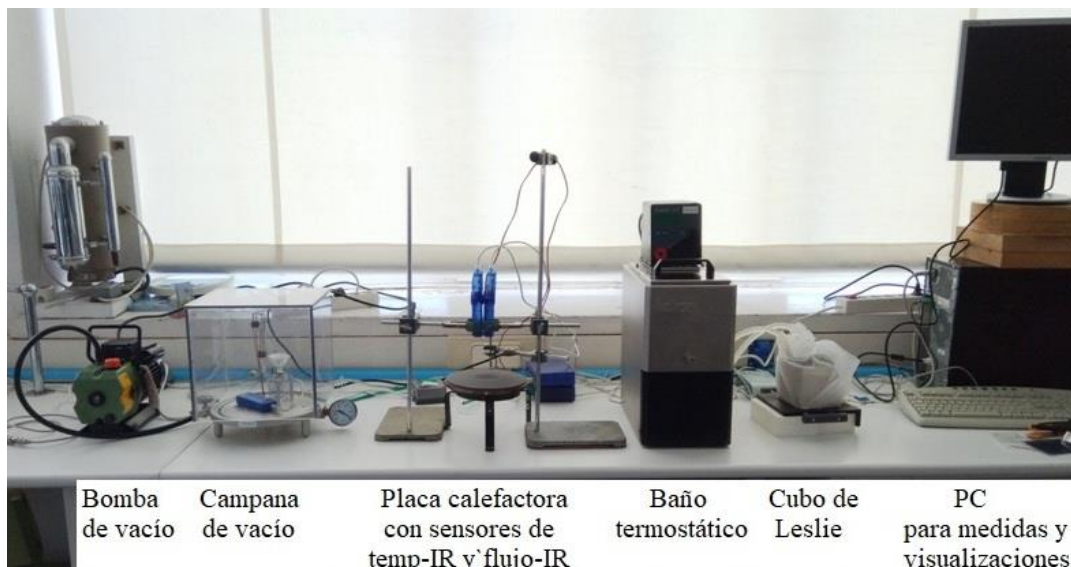 Bomba
de vacío
Campana
de vacío
Placa calefactora
con sensores de
temp-IR y`flujo-IR
Baño
termostático
Cubo de
Leslie
PC
para medidas y
visualizaciones